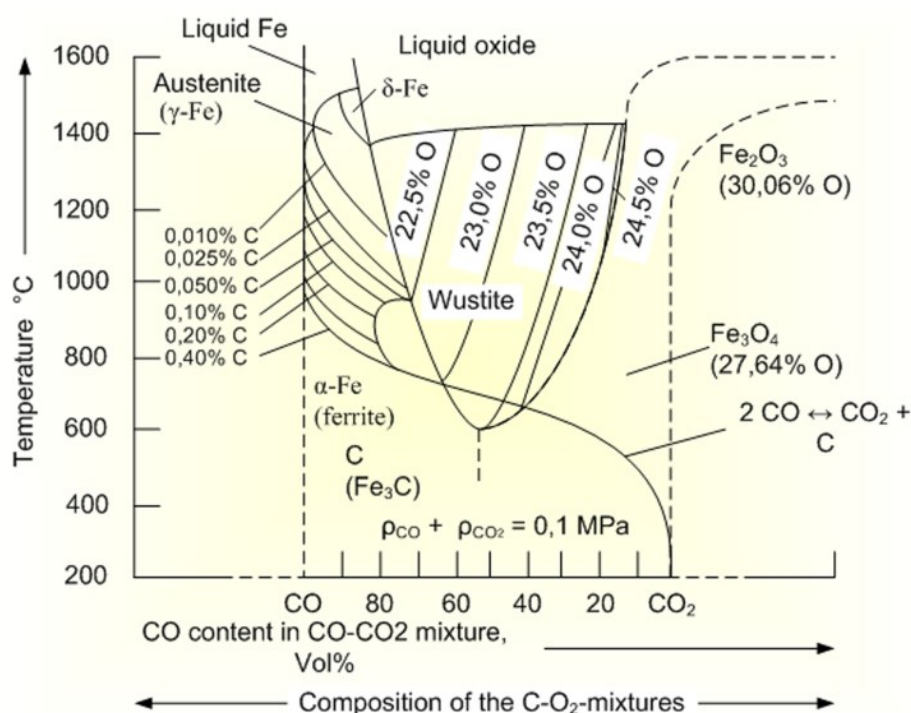 Liquid Fe
Liquid oxide
1600
Austenite
(γ-Fe)
δ-Fe
1400
Fe₂O₃
(30,06% O)
22,5% O
23,0% O
23,5% O
24,0% O
24,5% O
1200
0,010% C
0,025% C
1000
0,050% C
Wustite
0,10% C
0,20% C
800
0,40% C
Fe₃O₄
(27,64% O)
α-Fe
(ferrite)
2 CO ↔ CO₂ +
C
600
C
(Fe₃C)
400
ρCO + ρCO₂ = 0,1 MPa
200
Temperature °C
CO 80 60 40 20 CO₂
CO content in CO-CO2 mixture,
Vol%
Composition of the C-O₂-mixtures